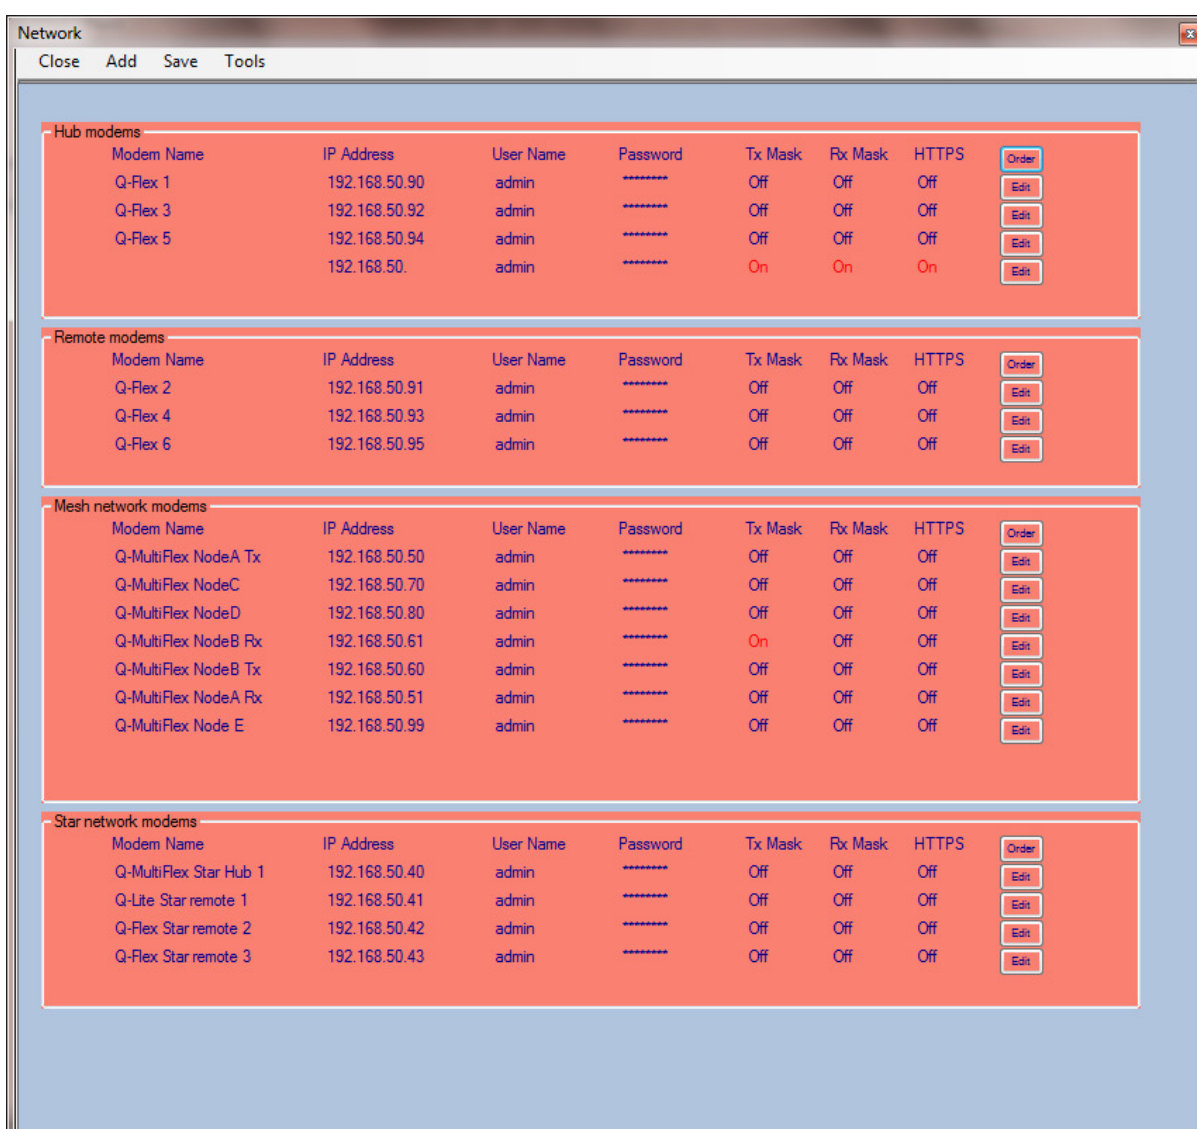 Network
Close Add Save Tools
Hub modems
Modem Name IP Address User Name Password Tx Mask Rx Mask HTTPS Order
Q-Flex 1 192.168.50.90 admin ******** Off Off Off Edit
Q-Flex 3 192.168.50.92 admin ******** Off Off Off Edit
Q-Flex 5 192.168.50.94 admin ******** Off Off Off Edit
192.168.50. admin ******** On On On Edit
Remote modems
Modem Name IP Address User Name Password Tx Mask Rx Mask HTTPS Order
Q-Flex 2 192.168.50.91 admin ******** Off Off Off Edit
Q-Flex 4 192.168.50.93 admin ******** Off Off Off Edit
Q-Flex 6 192.168.50.95 admin ******** Off Off Off Edit
Mesh network modems
Modem Name IP Address User Name Password Tx Mask Rx Mask HTTPS Order
Q-MultiFlex NodeA Tx 192.168.50.50 admin ******** Off Off Off Edit
Q-MultiFlex NodeC 192.168.50.70 admin ******** Off Off Off Edit
Q-MultiFlex NodeD 192.168.50.80 admin ******** Off Off Off Edit
Q-MultiFlex NodeB Rx 192.168.50.61 admin ******** On Off Off Edit
Q-MultiFlex NodeB Tx 192.168.50.60 admin ******** Off Off Off Edit
Q-MultiFlex NodeA Rx 192.168.50.51 admin ******** Off Off Off Edit
Q-MultiFlex Node E 192.168.50.99 admin ******** Off Off Off Edit
Star network modems
Modem Name IP Address User Name Password Tx Mask Rx Mask HTTPS Order
Q-MultiFlex Star Hub 1 192.168.50.40 admin ******** Off Off Off Edit
Q-Lite Star remote 1 192.168.50.41 admin ******** Off Off Off Edit
Q-Flex Star remote 2 192.168.50.42 admin ******** Off Off Off Edit
Q-Flex Star remote 3 192.168.50.43 admin ******** Off Off Off Edit